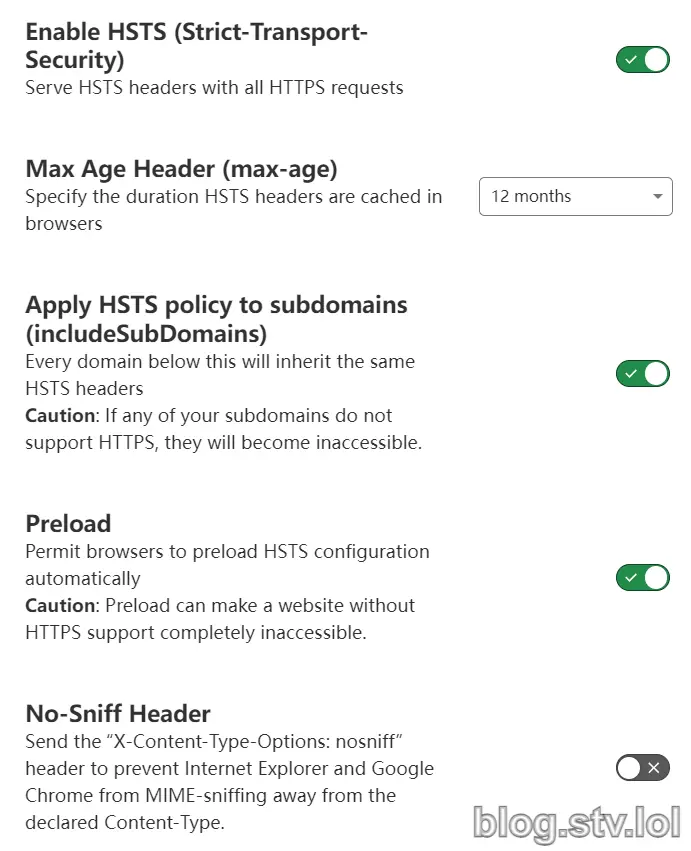 Enable HSTS (Strict-Transport-
Security)
Serve HSTS headers with all HTTPS requests
Max Age Header (max-age)
Specify the duration HSTS headers are cached in
browsers
12 months
Apply HSTS policy to subdomains
(includeSubDomains)
Every domain below this will inherit the same
HSTS headers
Caution: If any of your subdomains do not
support HTTPS, they will become inaccessible.
Preload
Permit browsers to preload HSTS configuration
automatically
Caution: Preload can make a website without
HTTPS support completely inaccessible.
No-Sniff Header
Send the “X-Content-Type-Options: nosniff”
header to prevent Internet Explorer and Google
Chrome from MIME-sniffing away from the
declared Content-Type.
blog.stv.lol